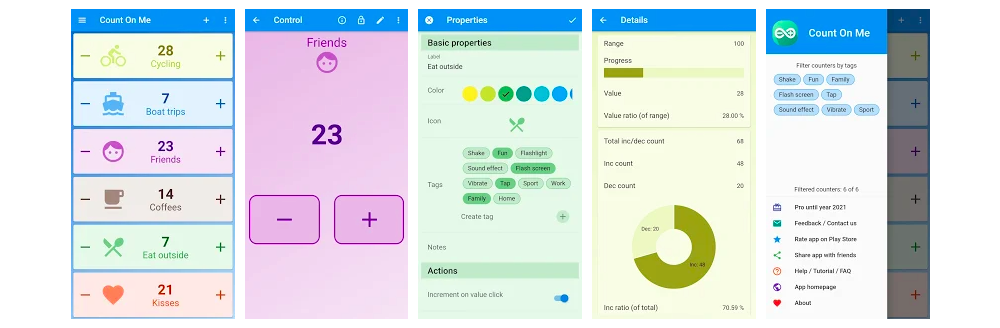 Count On Me
28
Cycling
7
Boat trips
23
Friends
14
Coffees
7
Eat outside
21
Kisses
Control
Friends
23
Properties
Basic properties
Label
Eat outside
Color
Icon
Tags
Shake Fun Flashlight
Sound effect Flash screen
Vibrate Tap Sport Work
Family Home
Create tag
Notes
Actions
Increment on value click
Details
Range 100
Progress
Value 28
Value ratio (of range) 28.00 %
Total inc/dec count 68
Inc count 48
Dec count 20
Dec: 20
Inc: 48
Inc ratio (of total) 70.59 %
Count On Me
Filter counters by tags
Shake Fun Family
Flash screen Tap
Sound effect Vibrate Sport
Filtered counters: 6 of 6
Pro until year 2021
Feedback / Contact us
Rate app on Play Store
Share app with friends
Help / Tutorial / FAQ
App homepage
About